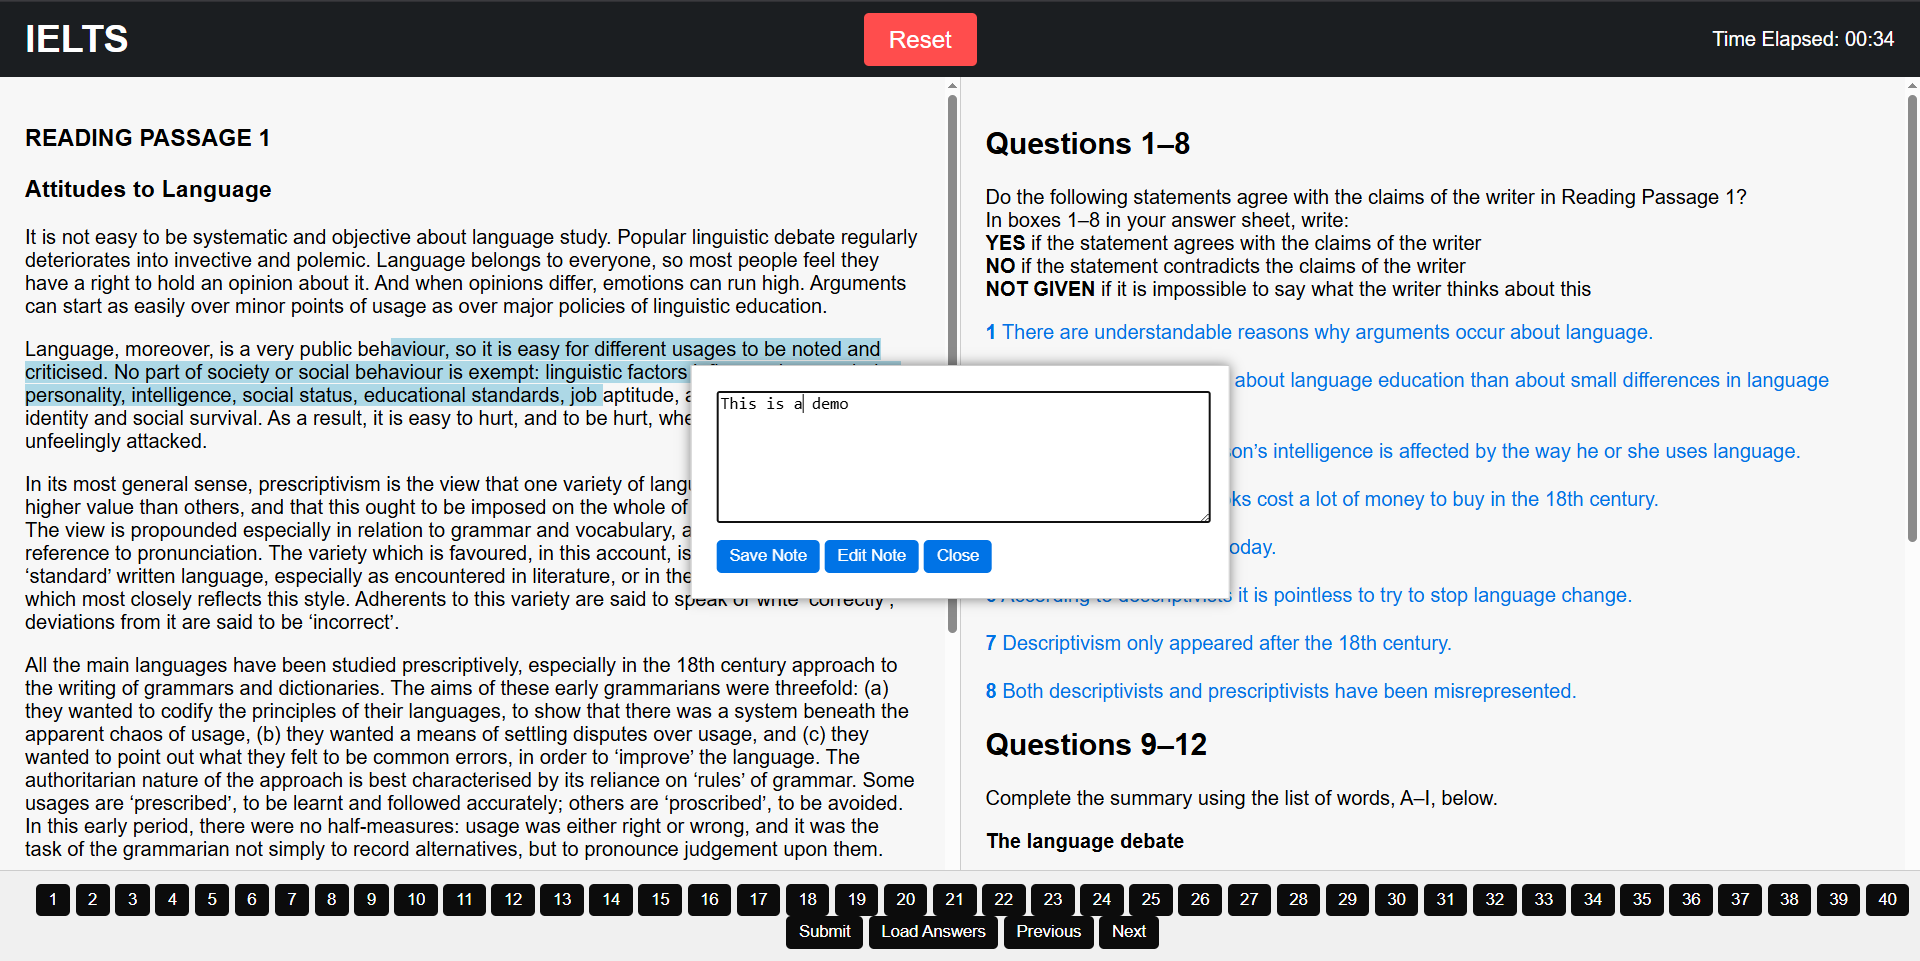 IELTS
Reset
Time Elapsed: 00:34
READING PASSAGE 1
Attitudes to Language
It is not easy to be systematic and objective about language study. Popular linguistic debate regularly
deteriorates into invective and polemic. Language belongs to everyone, so most people feel they
have a right to hold an opinion about it. And when opinions differ, emotions can run high. Arguments
can start as easily over minor points of usage as over major policies of linguistic education.
Language, moreover, is a very public behaviour, so it is easy for different usages to be noted and
criticised. No part of society or social behaviour is exempt: linguistic factors
personality, intelligence, social status, educational standards, job aptitude,
identity and social survival. As a result, it is easy to hurt, and to be hurt,
unfeelingly attacked.
In its most general sense, prescriptivism is the view that one variety of
higher value than others, and that this ought to be imposed on the whole of
The view is propounded especially in relation to grammar and vocabulary,
reference to pronunciation. The variety which is favoured, in this account, is
‘standard’ written language, especially as encountered in literature, or in the
which most closely reflects this style. Adherents to this variety are said to speak or write ‘correctly’;
deviations from it are said to be ‘incorrect’.
All the main languages have been studied prescriptively, especially in the 18th century approach to
the writing of grammars and dictionaries. The aims of these early grammarians were threefold: (a)
they wanted to codify the principles of their languages, to show that there was a system beneath the
apparent chaos of usage, (b) they wanted a means of settling disputes over usage, and (c) they
wanted to point out what they felt to be common errors, in order to ‘improve’ the language. The
authoritarian nature of the approach is best characterised by its reliance on ‘rules’ of grammar. Some
usages are ‘prescribed’, to be learnt and followed accurately; others are ‘proscribed’, to be avoided.
In this early period, there were no half-measures: usage was either right or wrong, and it was the
task of the grammarian not simply to record alternatives, but to pronounce judgement upon them.
This is a demo
Save Note Edit Note Close
Questions 1–8
Do the following statements agree with the claims of the writer in Reading Passage 1?
In boxes 1–8 in your answer sheet, write:
YES if the statement agrees with the claims of the writer
NO if the statement contradicts the claims of the writer
NOT GIVEN if it is impossible to say what the writer thinks about this
1 There are understandable reasons why arguments occur about language.
about language education than about small differences in language
intelligence is affected by the way he or she uses language.
cost a lot of money to buy in the 18th century.
6 According to descriptivists it is pointless to try to stop language change.
7 Descriptivism only appeared after the 18th century.
8 Both descriptivists and prescriptivists have been misrepresented.
Questions 9–12
Complete the summary using the list of words, A–I, below.
The language debate
1 2 3 4 5 6 7 8 9 10 11 12 13 14 15 16 17 18 19 20 21 22 23 24 25 26 27 28 29 30 31 32 33 34 35 36 37 38 39 40
Submit Load Answers Previous Next